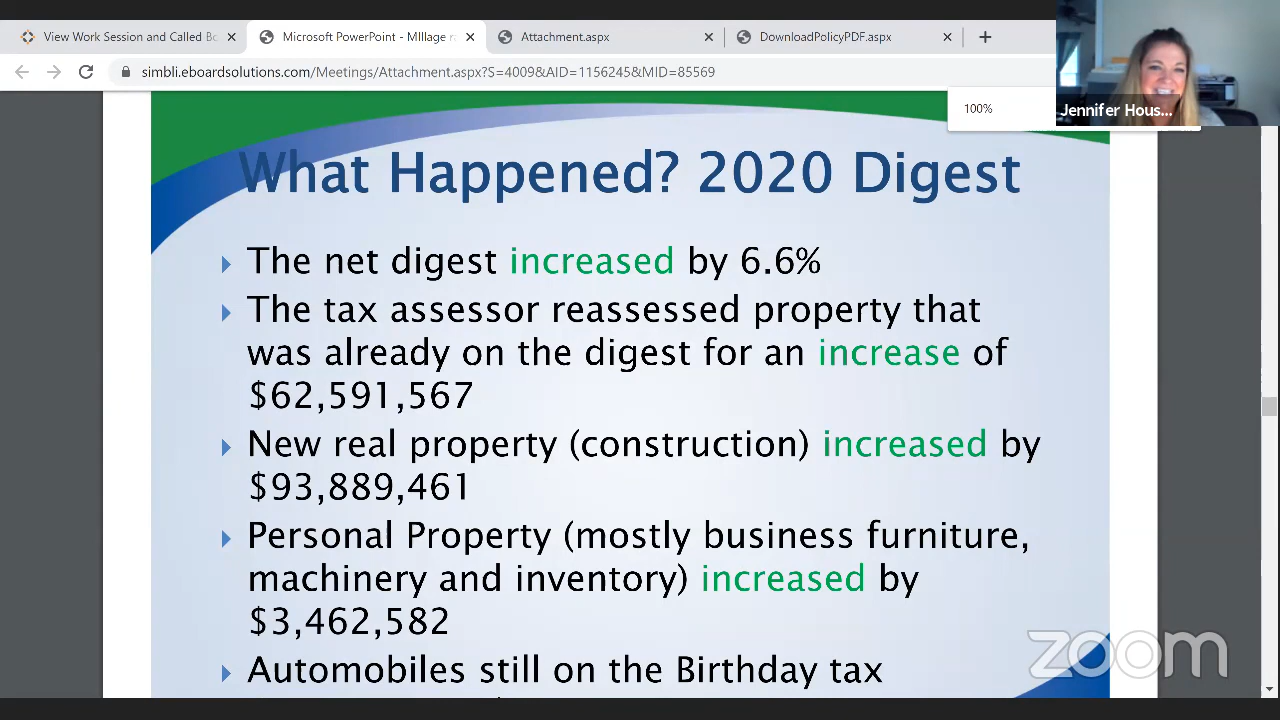 View Work Session and Called Bo
Microsoft PowerPoint - MIllage ra
Attachment.aspx
DownloadPolicyPDF.aspx
simbli.eboardsolutions.com/Meetings/Attachment.aspx?S=4009&AID=1156245&MID=85569
100%
Jennifer Hous...
What Happened? 2020 Digest
The net digest increased by 6.6%
The tax assessor reassessed property that
was already on the digest for an increase of
$62,591,567
New real property (construction) increased by
$93,889,461
Personal Property (mostly business furniture,
machinery and inventory) increased by
$3,462,582
Automobiles still on the Birthday tax
zoom